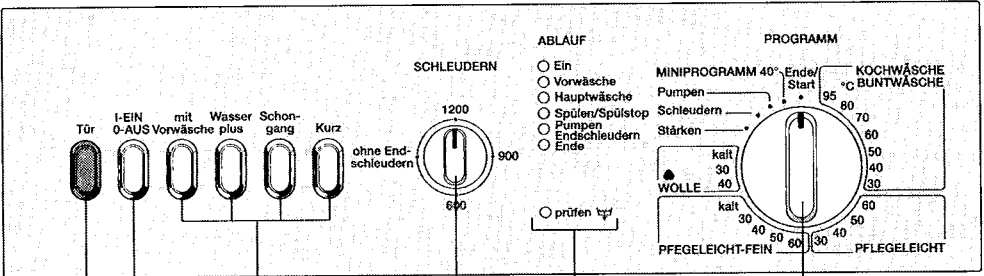 ABLAUF
PROGRAMM
SCHLEUDERN
Ein
Vorwäsche
Hauptwäsche
Spülen/Spülstop
Pumpen
Endschleudern
Ende
prüfen
Tür
I-EIN
0-AUS
mit
Vorwäsche
Wasser
plus
Schon-
gang
Kurz
ohne End-
schleudern
1200
900
600
MINIPROGRAMM 40°
Ende/
Start
Pumpen
Schleudern
Stärken
KOCHWÄSCHE
BUNTWÄSCHE
°C
95
80
70
60
50
40
30
kalt
30
40
WOLLE
kalt
30
40
50
60
PFEGELEICHT-FEIN
60
50
40
30
PFLEGELEICHT